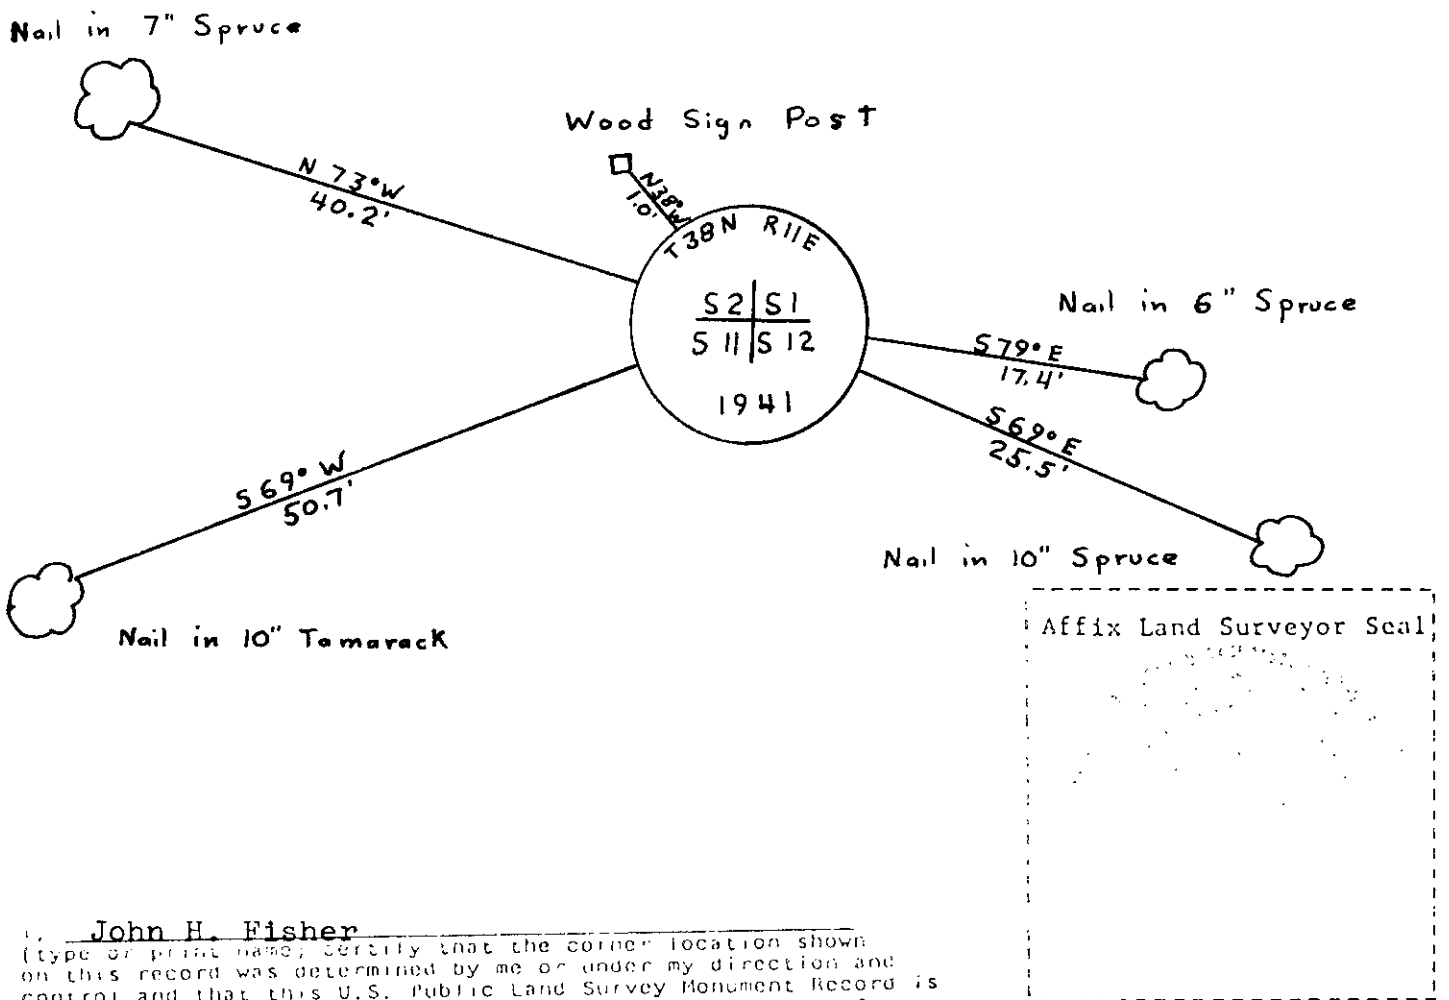 Nail in 7" Spruce
Wood Sign Post
N 73° W
40.2'
N38°W
1.0'
T38N R11E
S2 S1
S 11 S 12
1941
Nail in 6" Spruce
S79°E
17.4'
S69°E
25.5'
S 69° W
50.7'
Nail in 10" Spruce
Nail in 10" Tamarack
Affix Land Surveyor Seal
I, John H. Fisher
(type or print name) certify that the corner location shown
on this record was determined by me or under my direction and
control and that this U.S. Public Land Survey Monument Record is